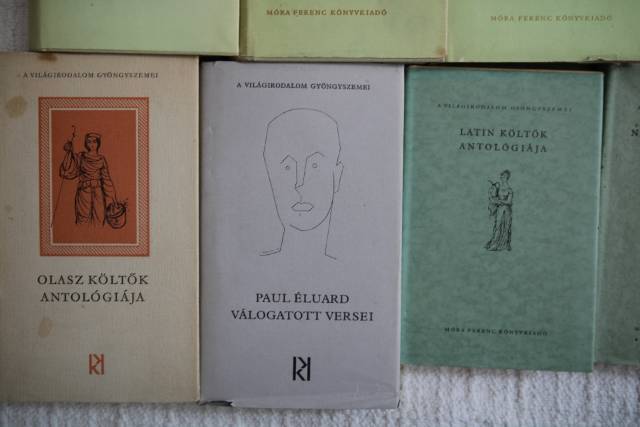 MÓRA FERENC KÖNYVKIADÓ
MÓRA FERENC KÖNYVKIADÓ
A VILÁGIRODALOM GYÖNGYSZEMEI
OLASZ KÖLTŐK
ANTOLÓGIÁJA
A VILÁGIRODALOM GYÖNGYSZEMEI
PAUL ÉLUARD
VÁLOGATOTT VERSEI
A VILÁGIRODALOM GYÖNGYSZEMEI
LATIN KÖLTŐK
ANTOLÓGIÁJA
MÓRA FERENC KÖNYVKIADÓ